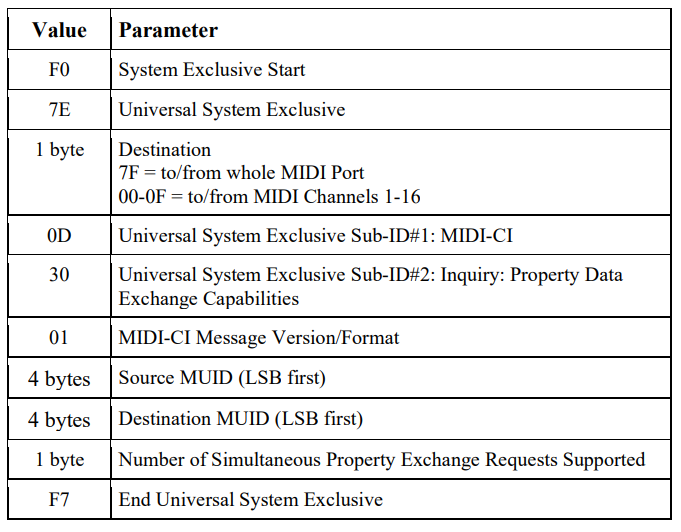 Value Parameter
F0 System Exclusive Start
7E Universal System Exclusive
1 byte Destination
7F = to/from whole MIDI Port
00-0F = to/from MIDI Channels 1-16
0D Universal System Exclusive Sub-ID#1: MIDI-CI
30 Universal System Exclusive Sub-ID#2: Inquiry: Property Data
Exchange Capabilities
01 MIDI-CI Message Version/Format
4 bytes Source MUID (LSB first)
4 bytes Destination MUID (LSB first)
1 byte Number of Simultaneous Property Exchange Requests Supported
F7 End Universal System Exclusive